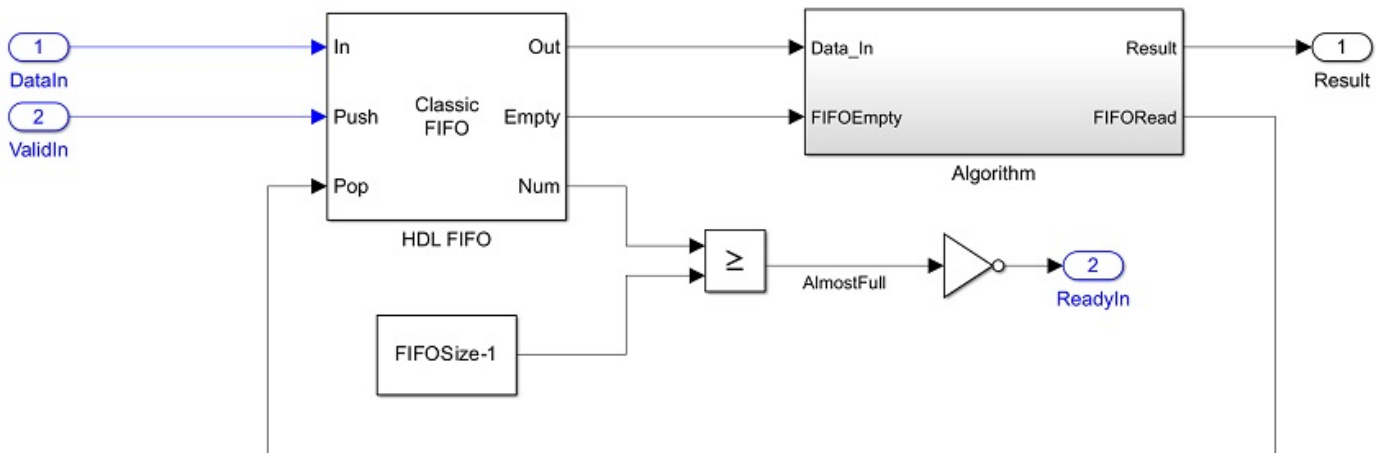 1
DataIn
2
ValidIn
In
Push
Pop
Classic
FIFO
Out
Empty
Num
HDL FIFO
Data_In
FIFOEmpty
Result
FIFORead
Algorithm
1
Result
≥
AlmostFull
2
ReadyIn
FIFOSize-1